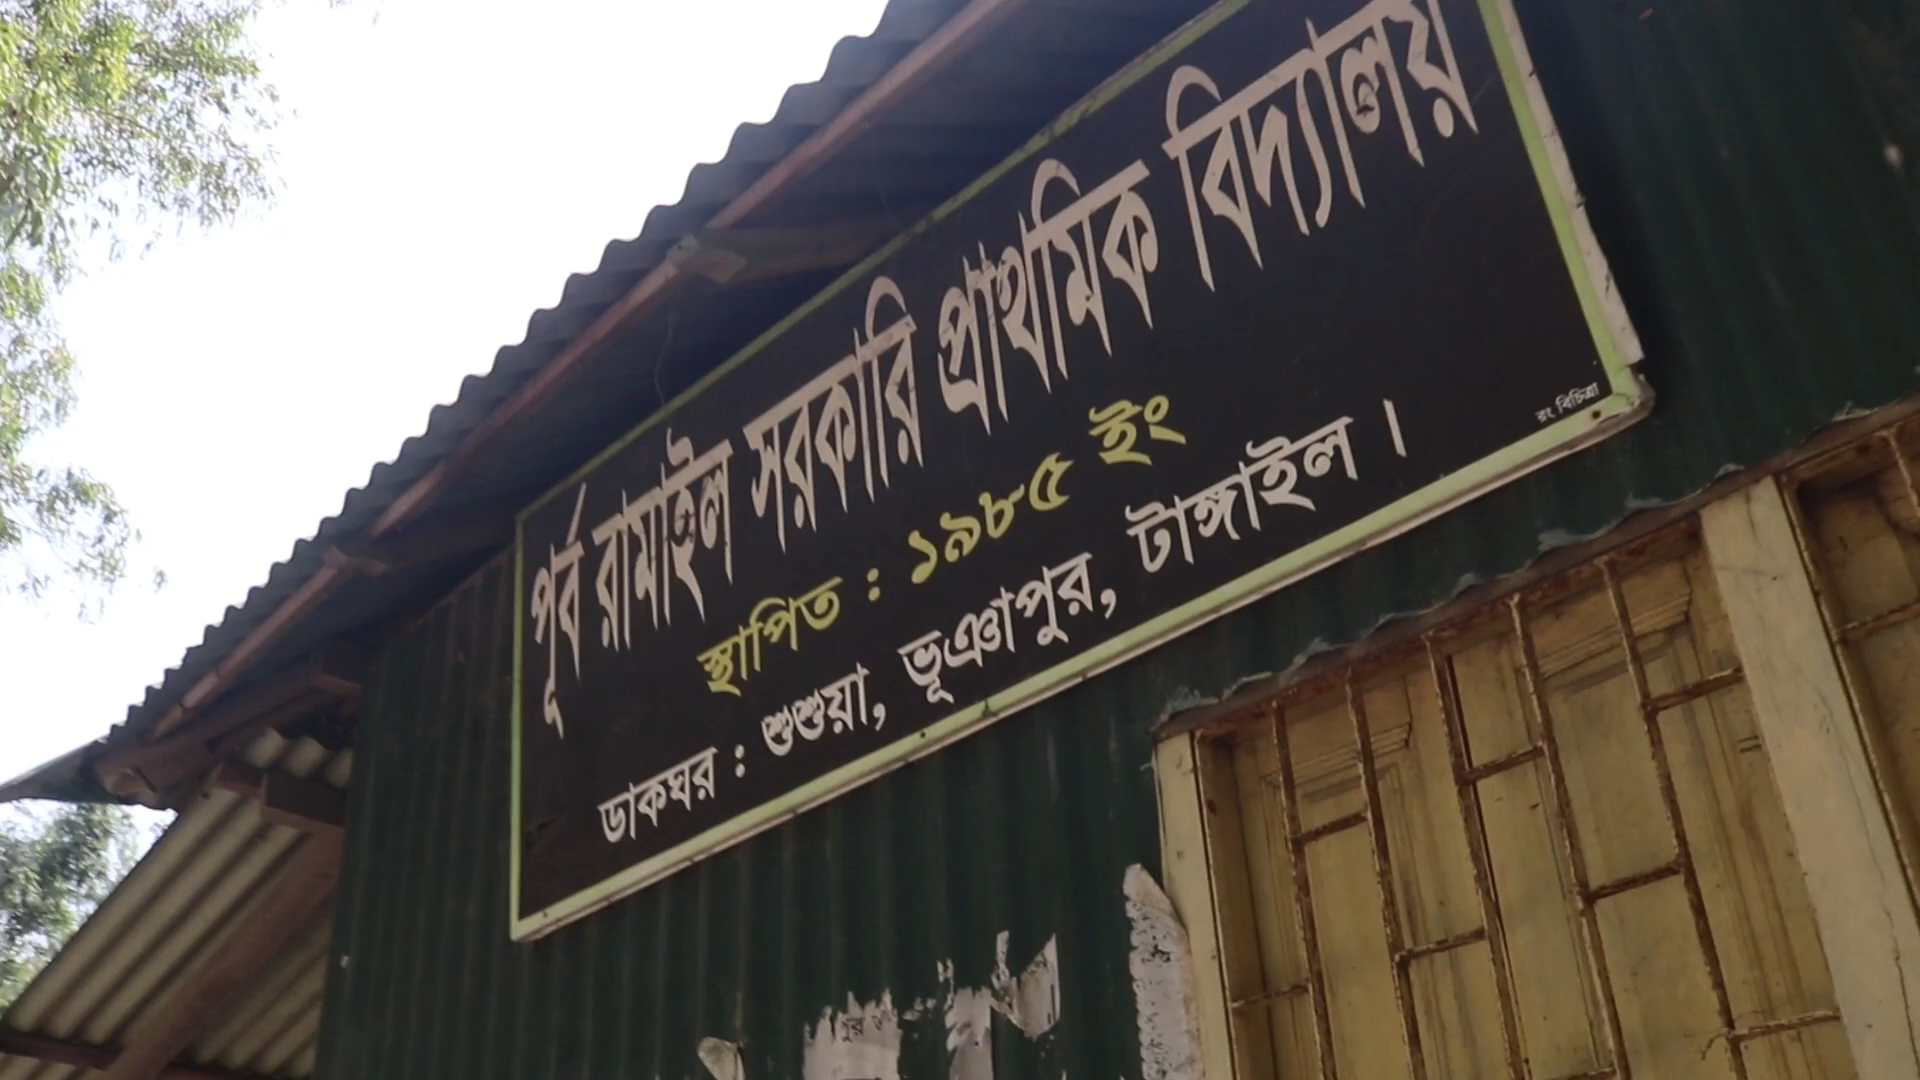 পূর্ব রামাইল সরকারি প্রাথমিক বিদ্যালয়
স্থাপিত : ১৯৮৫ ইং
ডাকঘর : শুশুয়া, ভূঞাপুর, টাঙ্গাইল ।
রং বিচিত্রা